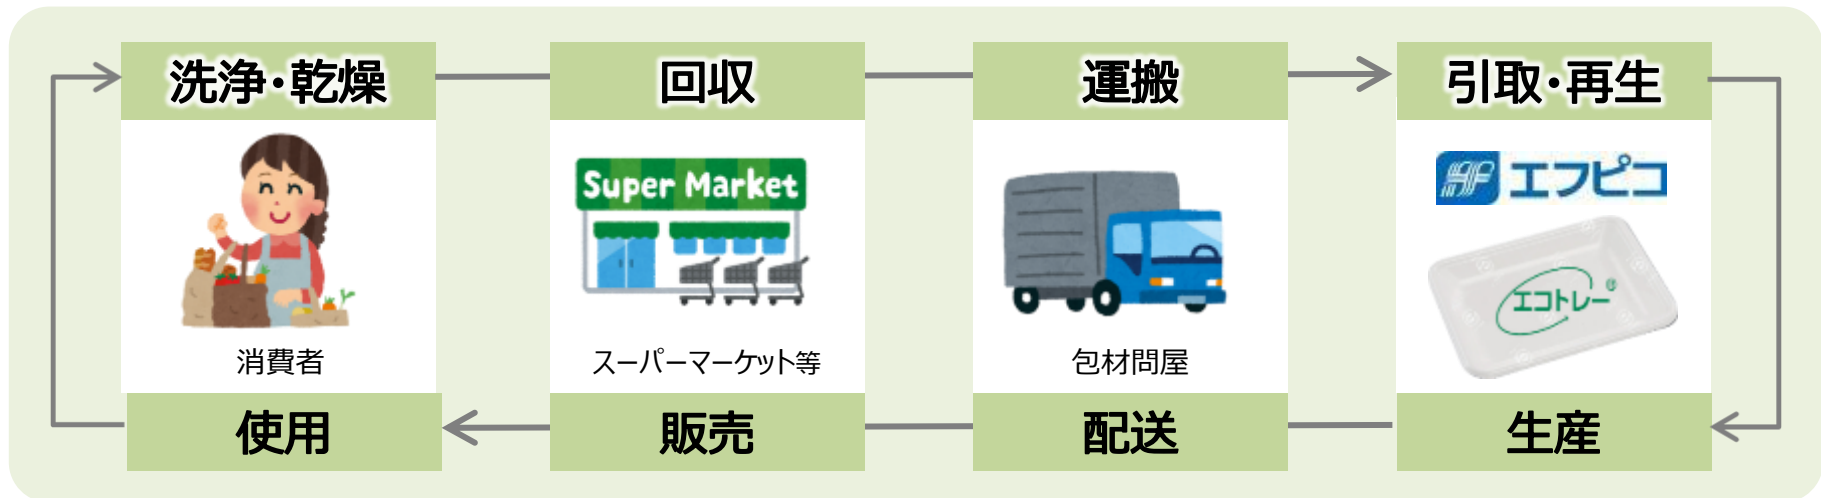 洗浄・乾燥
回収
運搬
引取・再生
Super Market
エフピコ
エコトレー®
消費者
スーパーマーケット等
包材問屋
使用
販売
配送
生産